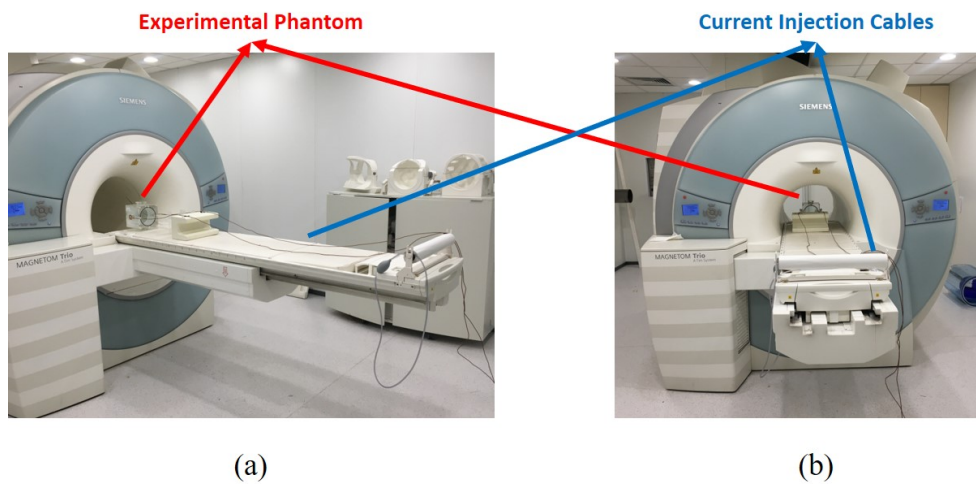 Experimental Phantom
Current Injection Cables
SIEMENS
SIEMENS
MAGNETOM Trio
MAGNETOM Trio
(a)
(b)